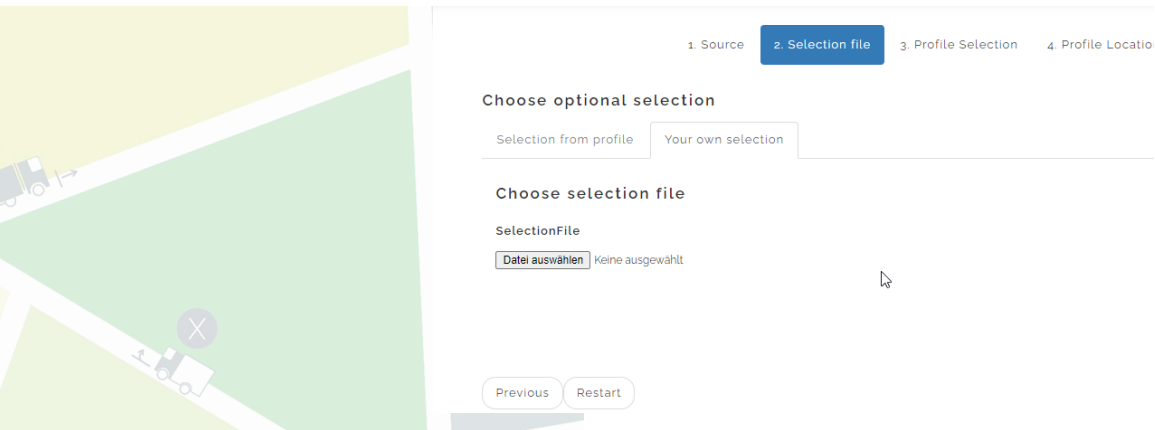 1. Source 2. Selection file 3. Profile Selection 4. Profile Location
Choose optional selection
Selection from profile Your own selection
Choose selection file
SelectionFile
Datei auswählen Keine ausgewählt
X
Previous Restart